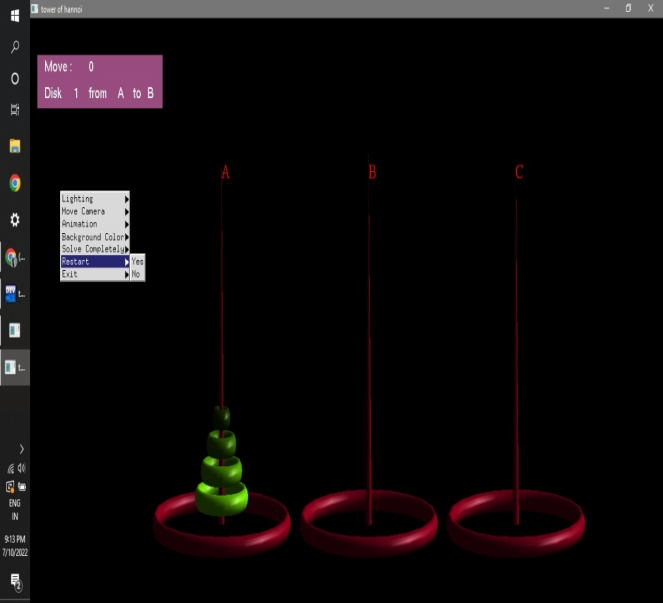 tower of hannoi
Move : 0
Disk 1 from A to B
A
B
C
Lighting
Move Camera
Animation
Background Color
Solve Completely
Restart
Yes
Exit
No
(...
t...
t...
ENG
IN
9:13 PM
7/10/2022
2